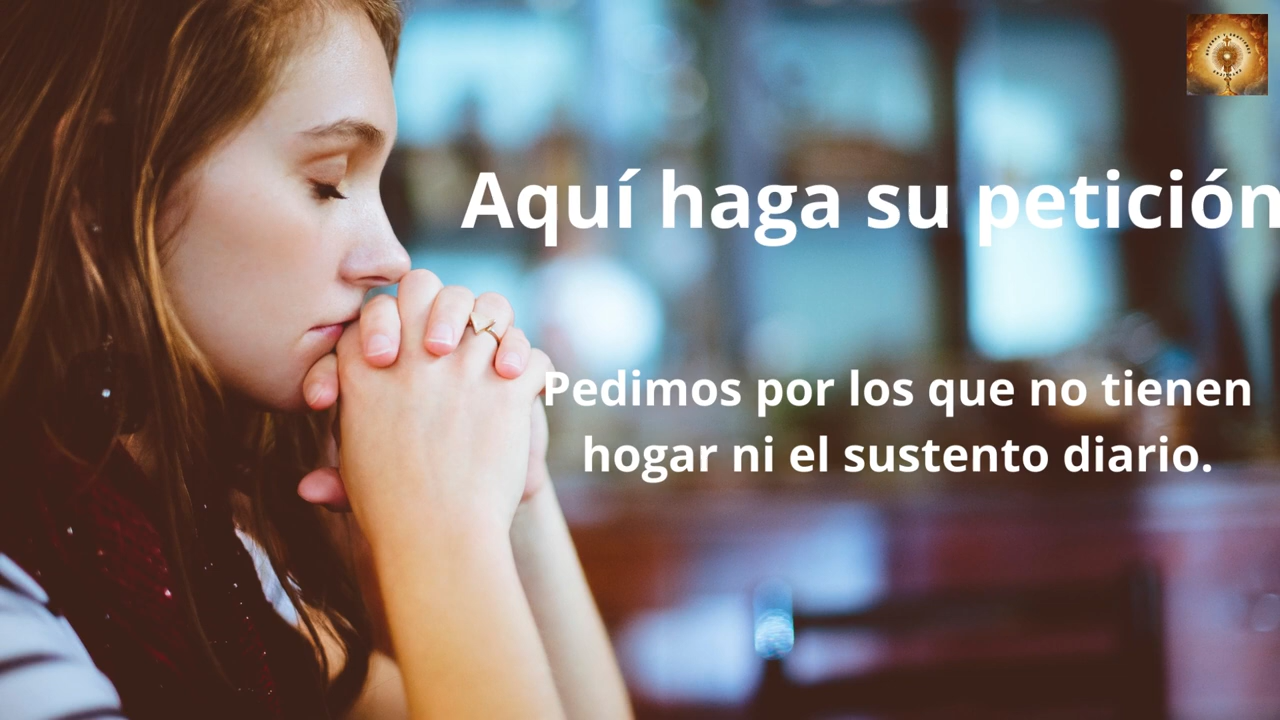 Aquí haga su petición
Pedimos por los que no tienen
hogar ni el sustento diario.